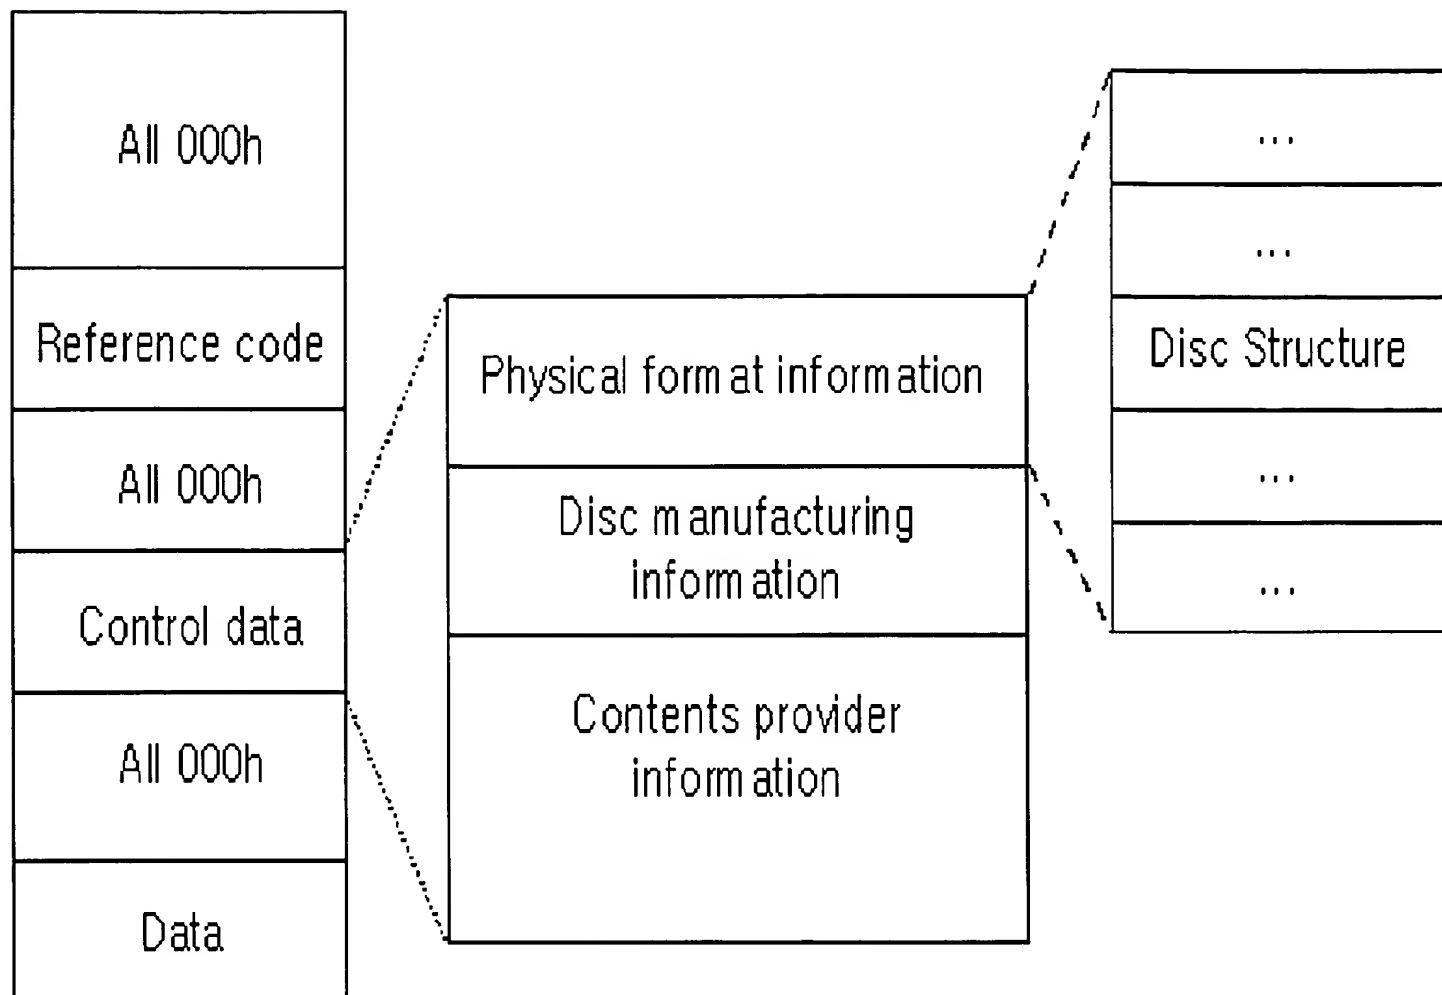 All 000h
Reference code
All 000h
Control data
All 000h
Data
Physical format information
Disc manufacturing
information
Contents provider
information
...
...
Disc Structure
...
...